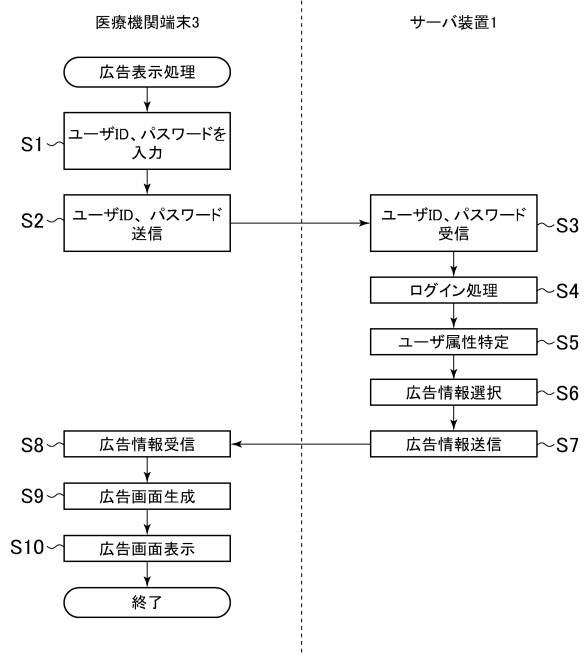 医療機関端末3
サーバ装置1
広告表示処理
S1
ユーザID、パスワードを
入力
S2
ユーザID、パスワード
送信
ユーザID、パスワード
受信
S3
ログイン処理
S4
ユーザ属性特定
S5
広告情報選択
S6
広告情報送信
S7
S8
広告情報受信
S9
広告画面生成
S10
広告画面表示
終了